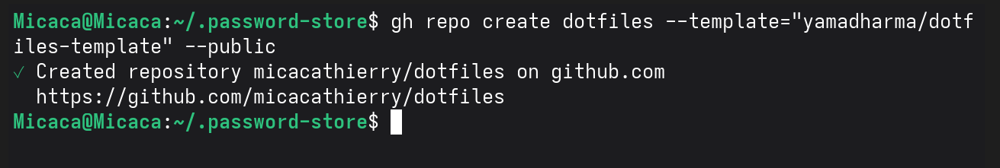 Micaca@Micaca:~/.password-store$ gh repo create dotfiles --template="yamadharma/dotf
iles-template" --public
✓ Created repository micacathierry/dotfiles on github.com
  https://github.com/micacathierry/dotfiles
Micaca@Micaca:~/.password-store$